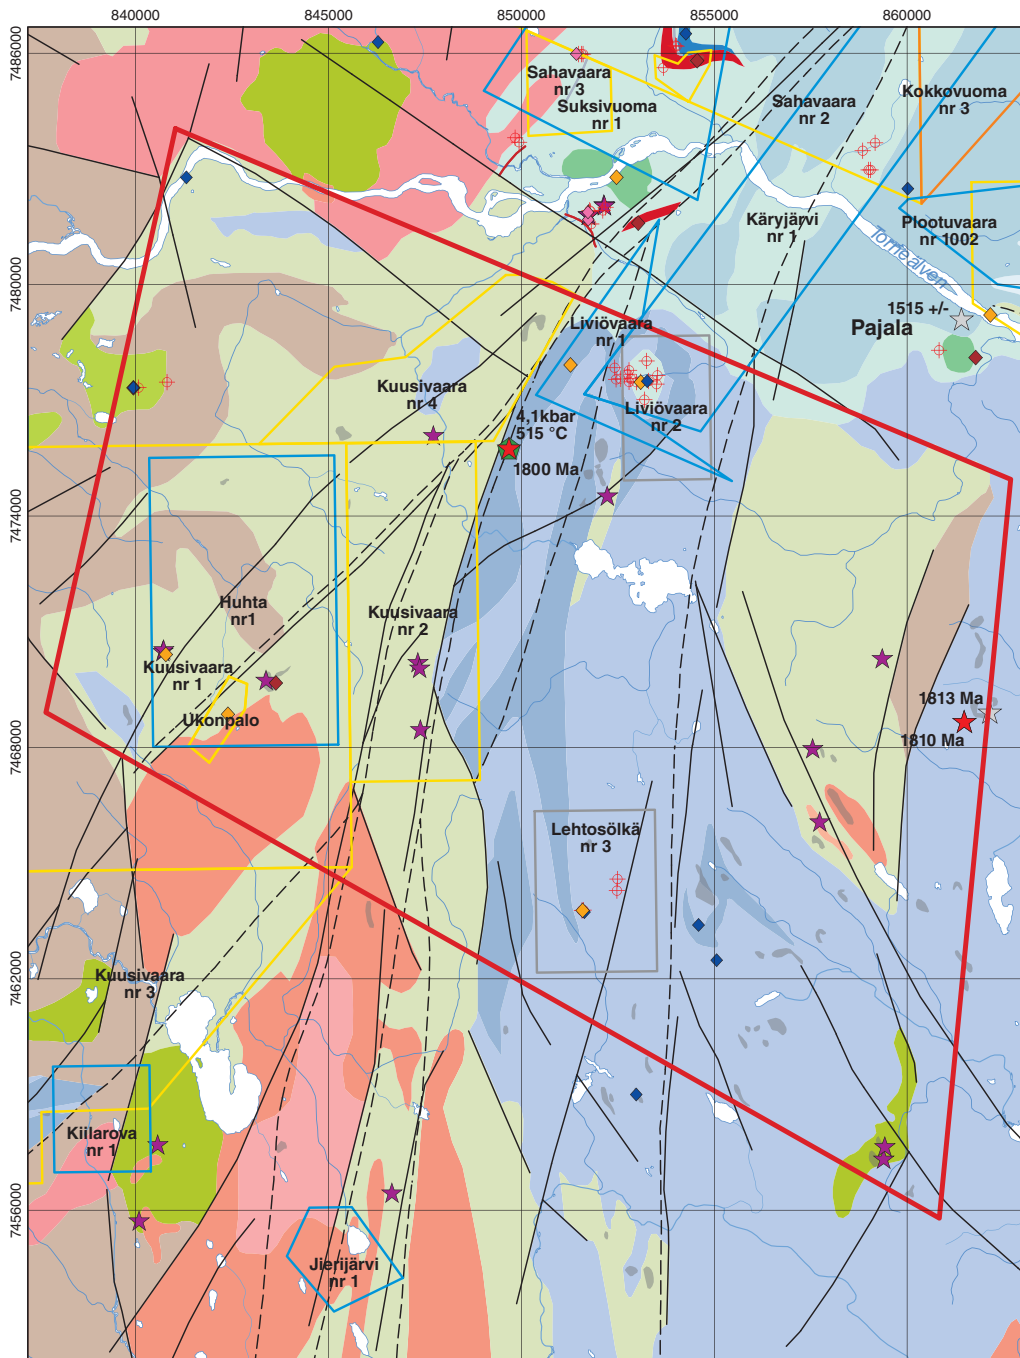 840000
845000
850000
855000
860000
7486000
7480000
7474000
7468000
7462000
7456000
Sahavaara
nr 3
Suksivuoma
nr 1
Sahavaara
nr 2
Kokkovuoma
nr 3
Käryjärvi
nr 1
Plootuvaara
nr 1002
Torneälven
1515 +/-
Pajala
Liviövaara
nr 1
Kuusivaara
nr 4
Liviövaara
nr 2
4,1kbar
515 °C
1800 Ma
Huhta
nr1
Kuusivaara
nr 2
Kuusivaara
nr 1
Ukonpalo
1813 Ma
1810 Ma
Lehtosölkä
nr 3
Kuusivaara
nr 3
Kiilarova
nr 1
Jierijärvi
nr 1